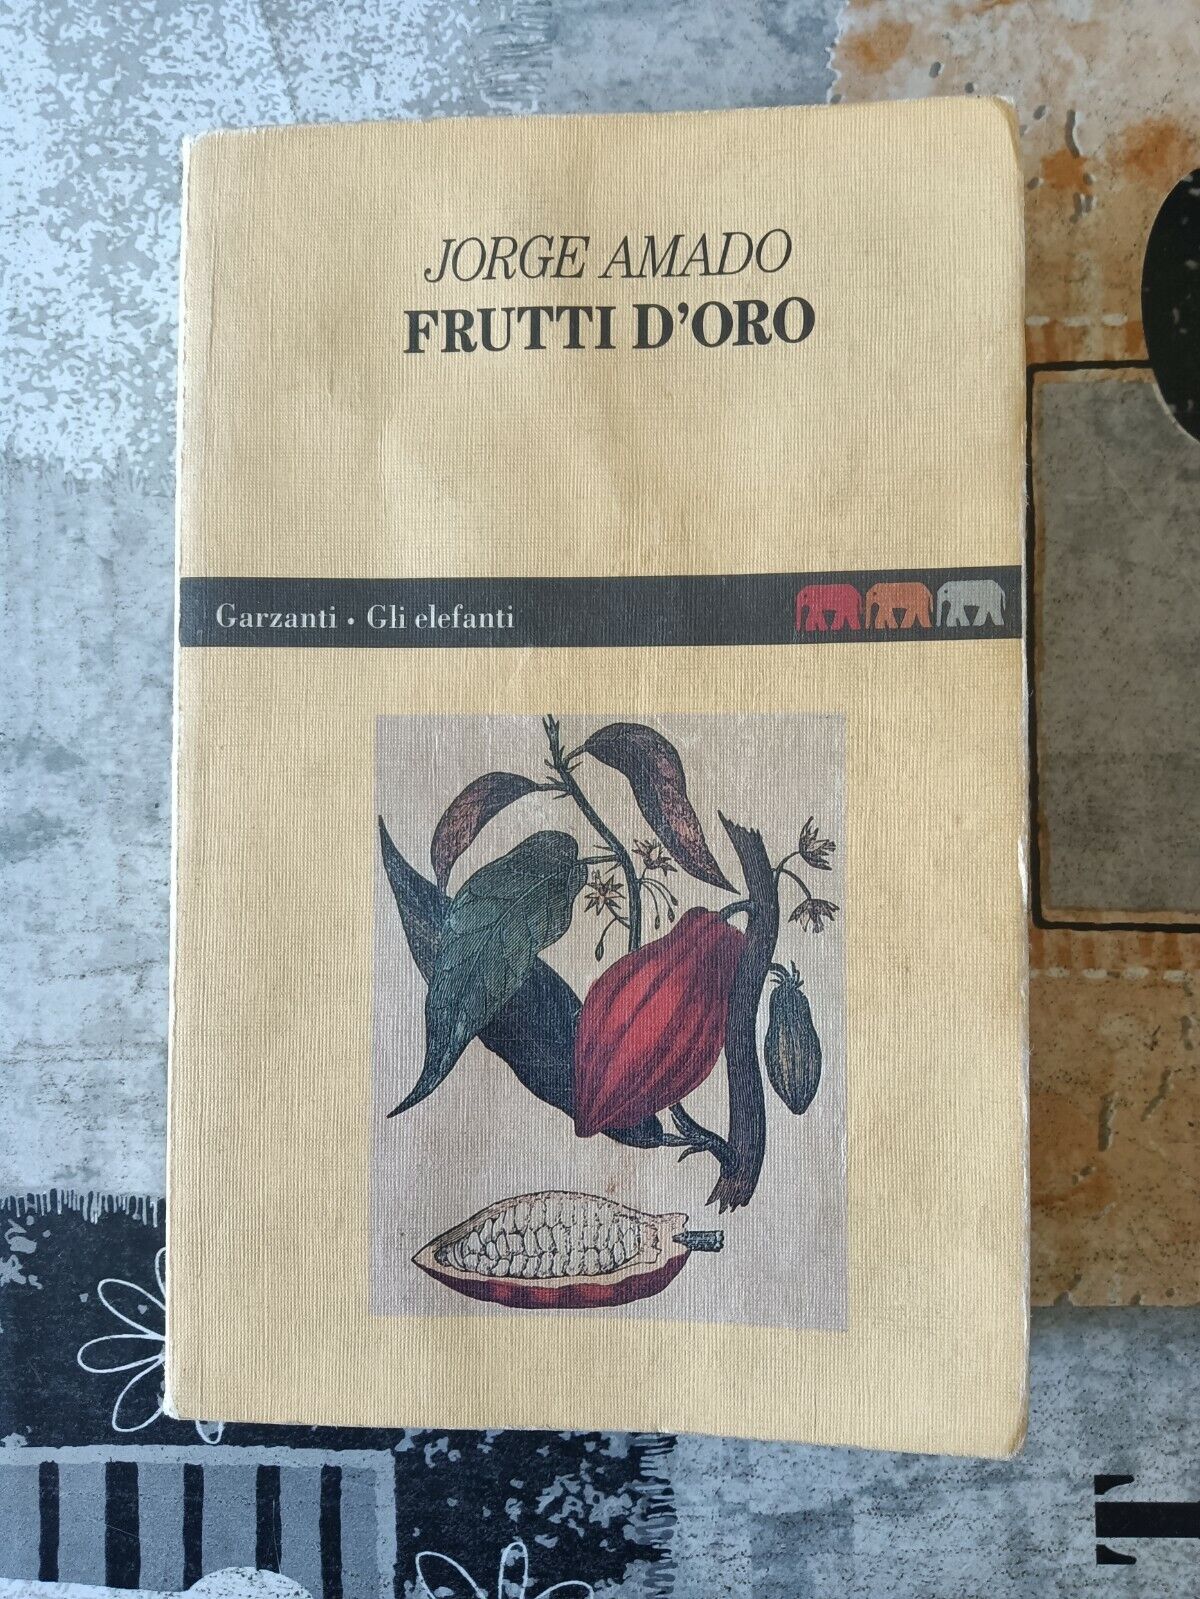 JORGE AMADO
FRUTTI D'ORO
Garzanti • Gli elefanti